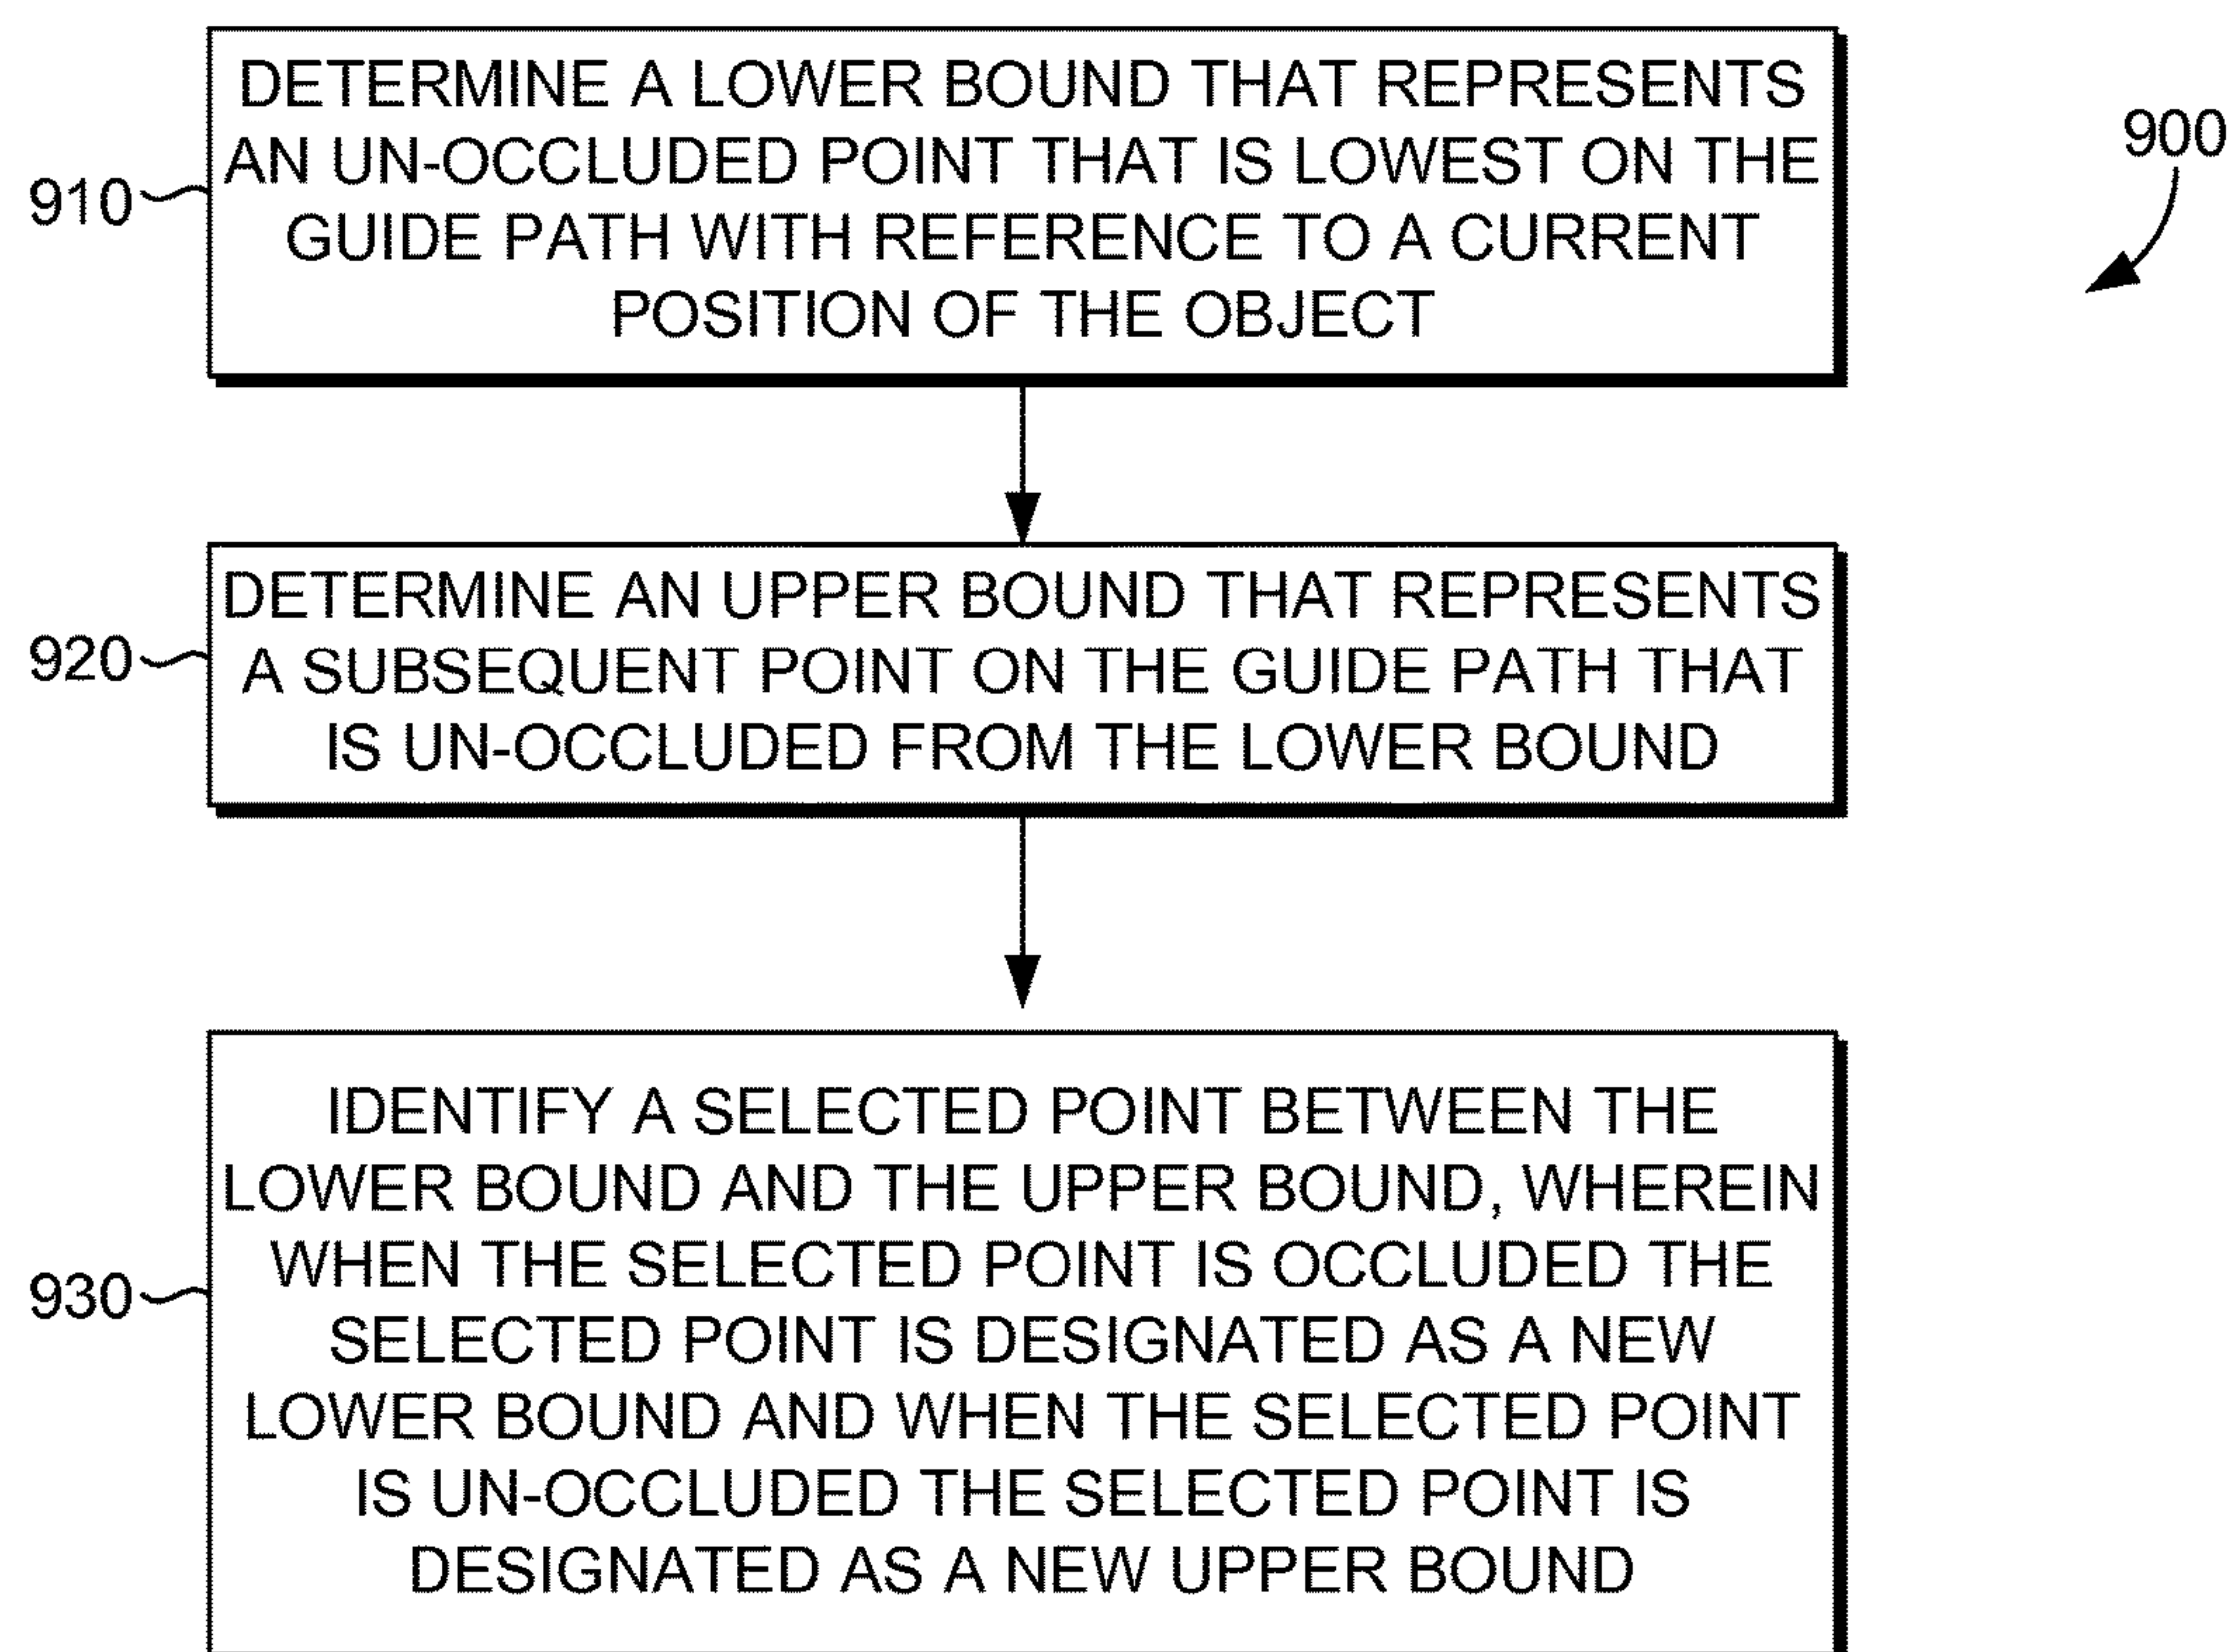 DETERMINE A LOWER BOUND THAT REPRESENTS
AN UN-OCCLUDED POINT THAT IS LOWEST ON THE
GUIDE PATH WITH REFERENCE TO A CURRENT
POSITION OF THE OBJECT
910
900
DETERMINE AN UPPER BOUND THAT REPRESENTS
A SUBSEQUENT POINT ON THE GUIDE PATH THAT
IS UN-OCCLUDED FROM THE LOWER BOUND
920
IDENTIFY A SELECTED POINT BETWEEN THE
LOWER BOUND AND THE UPPER BOUND, WHEREIN
WHEN THE SELECTED POINT IS OCCLUDED THE
SELECTED POINT IS DESIGNATED AS A NEW
LOWER BOUND AND WHEN THE SELECTED POINT
IS UN-OCCLUDED THE SELECTED POINT IS
DESIGNATED AS A NEW UPPER BOUND
930